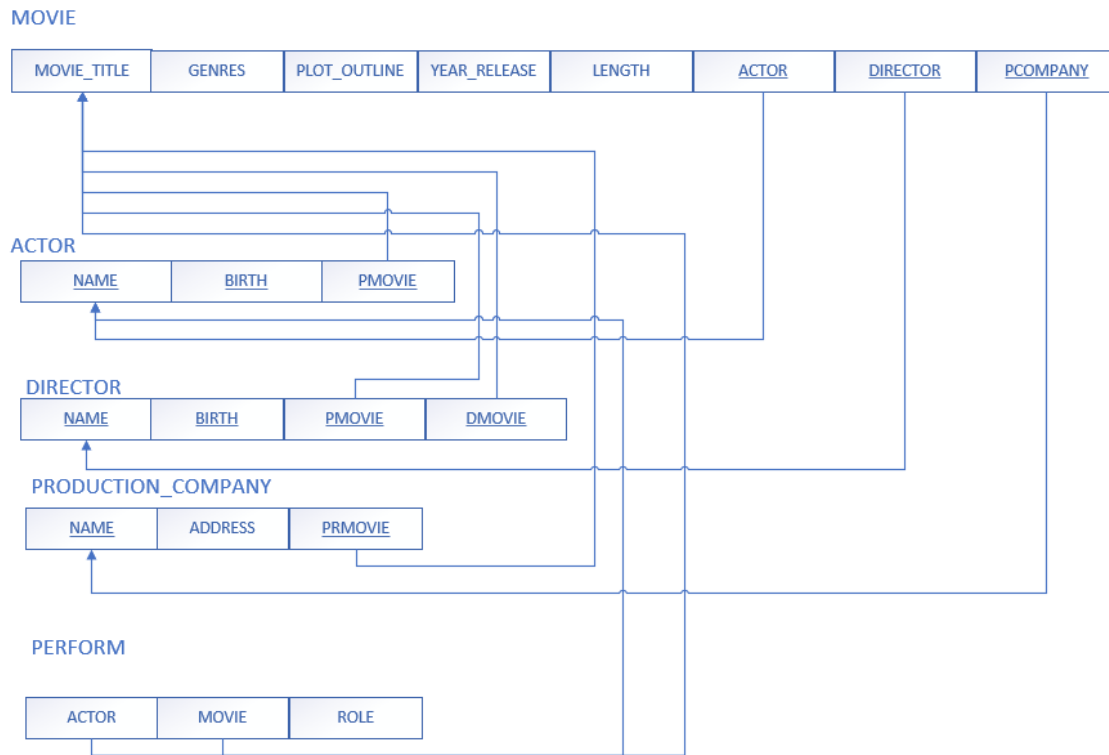 MOVIE
MOVIE_TITLE GENRES PLOT_OUTLINE YEAR_RELEASE LENGTH ACTOR DIRECTOR PCOMPANY
ACTOR
NAME BIRTH PMOVIE
DIRECTOR
NAME BIRTH PMOVIE DMOVIE
PRODUCTION_COMPANY
NAME ADDRESS PRMOVIE
PERFORM
ACTOR MOVIE ROLE